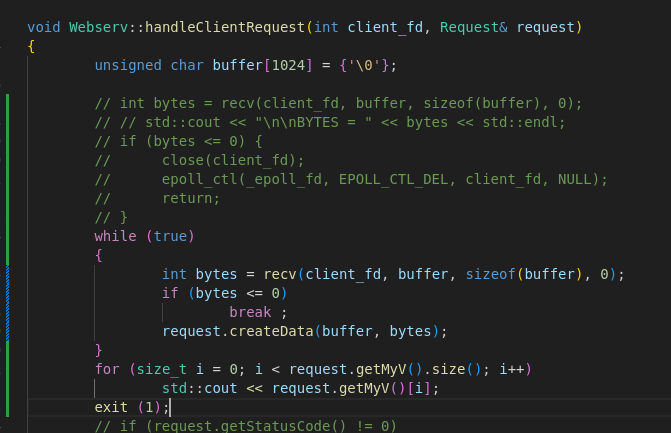 void Webserv::handleClientRequest(int client_fd, Request& request)
{
unsigned char buffer[1024] = {'\0'};
// int bytes = recv(client_fd, buffer, sizeof(buffer), 0);
// // std::cout << "\n\nBYTES = " << bytes << std::endl;
// if (bytes <= 0) {
//      close(client_fd);
//      epoll_ctl(_epoll_fd, EPOLL_CTL_DEL, client_fd, NULL);
//      return;
// }
while (true)
{
int bytes = recv(client_fd, buffer, sizeof(buffer), 0);
if (bytes <= 0)
break ;
request.createData(buffer, bytes);
}
for (size_t i = 0; i < request.getMyV().size(); i++)
std::cout << request.getMyV()[i];
exit (1);
// if (request.getStatusCode() != 0)